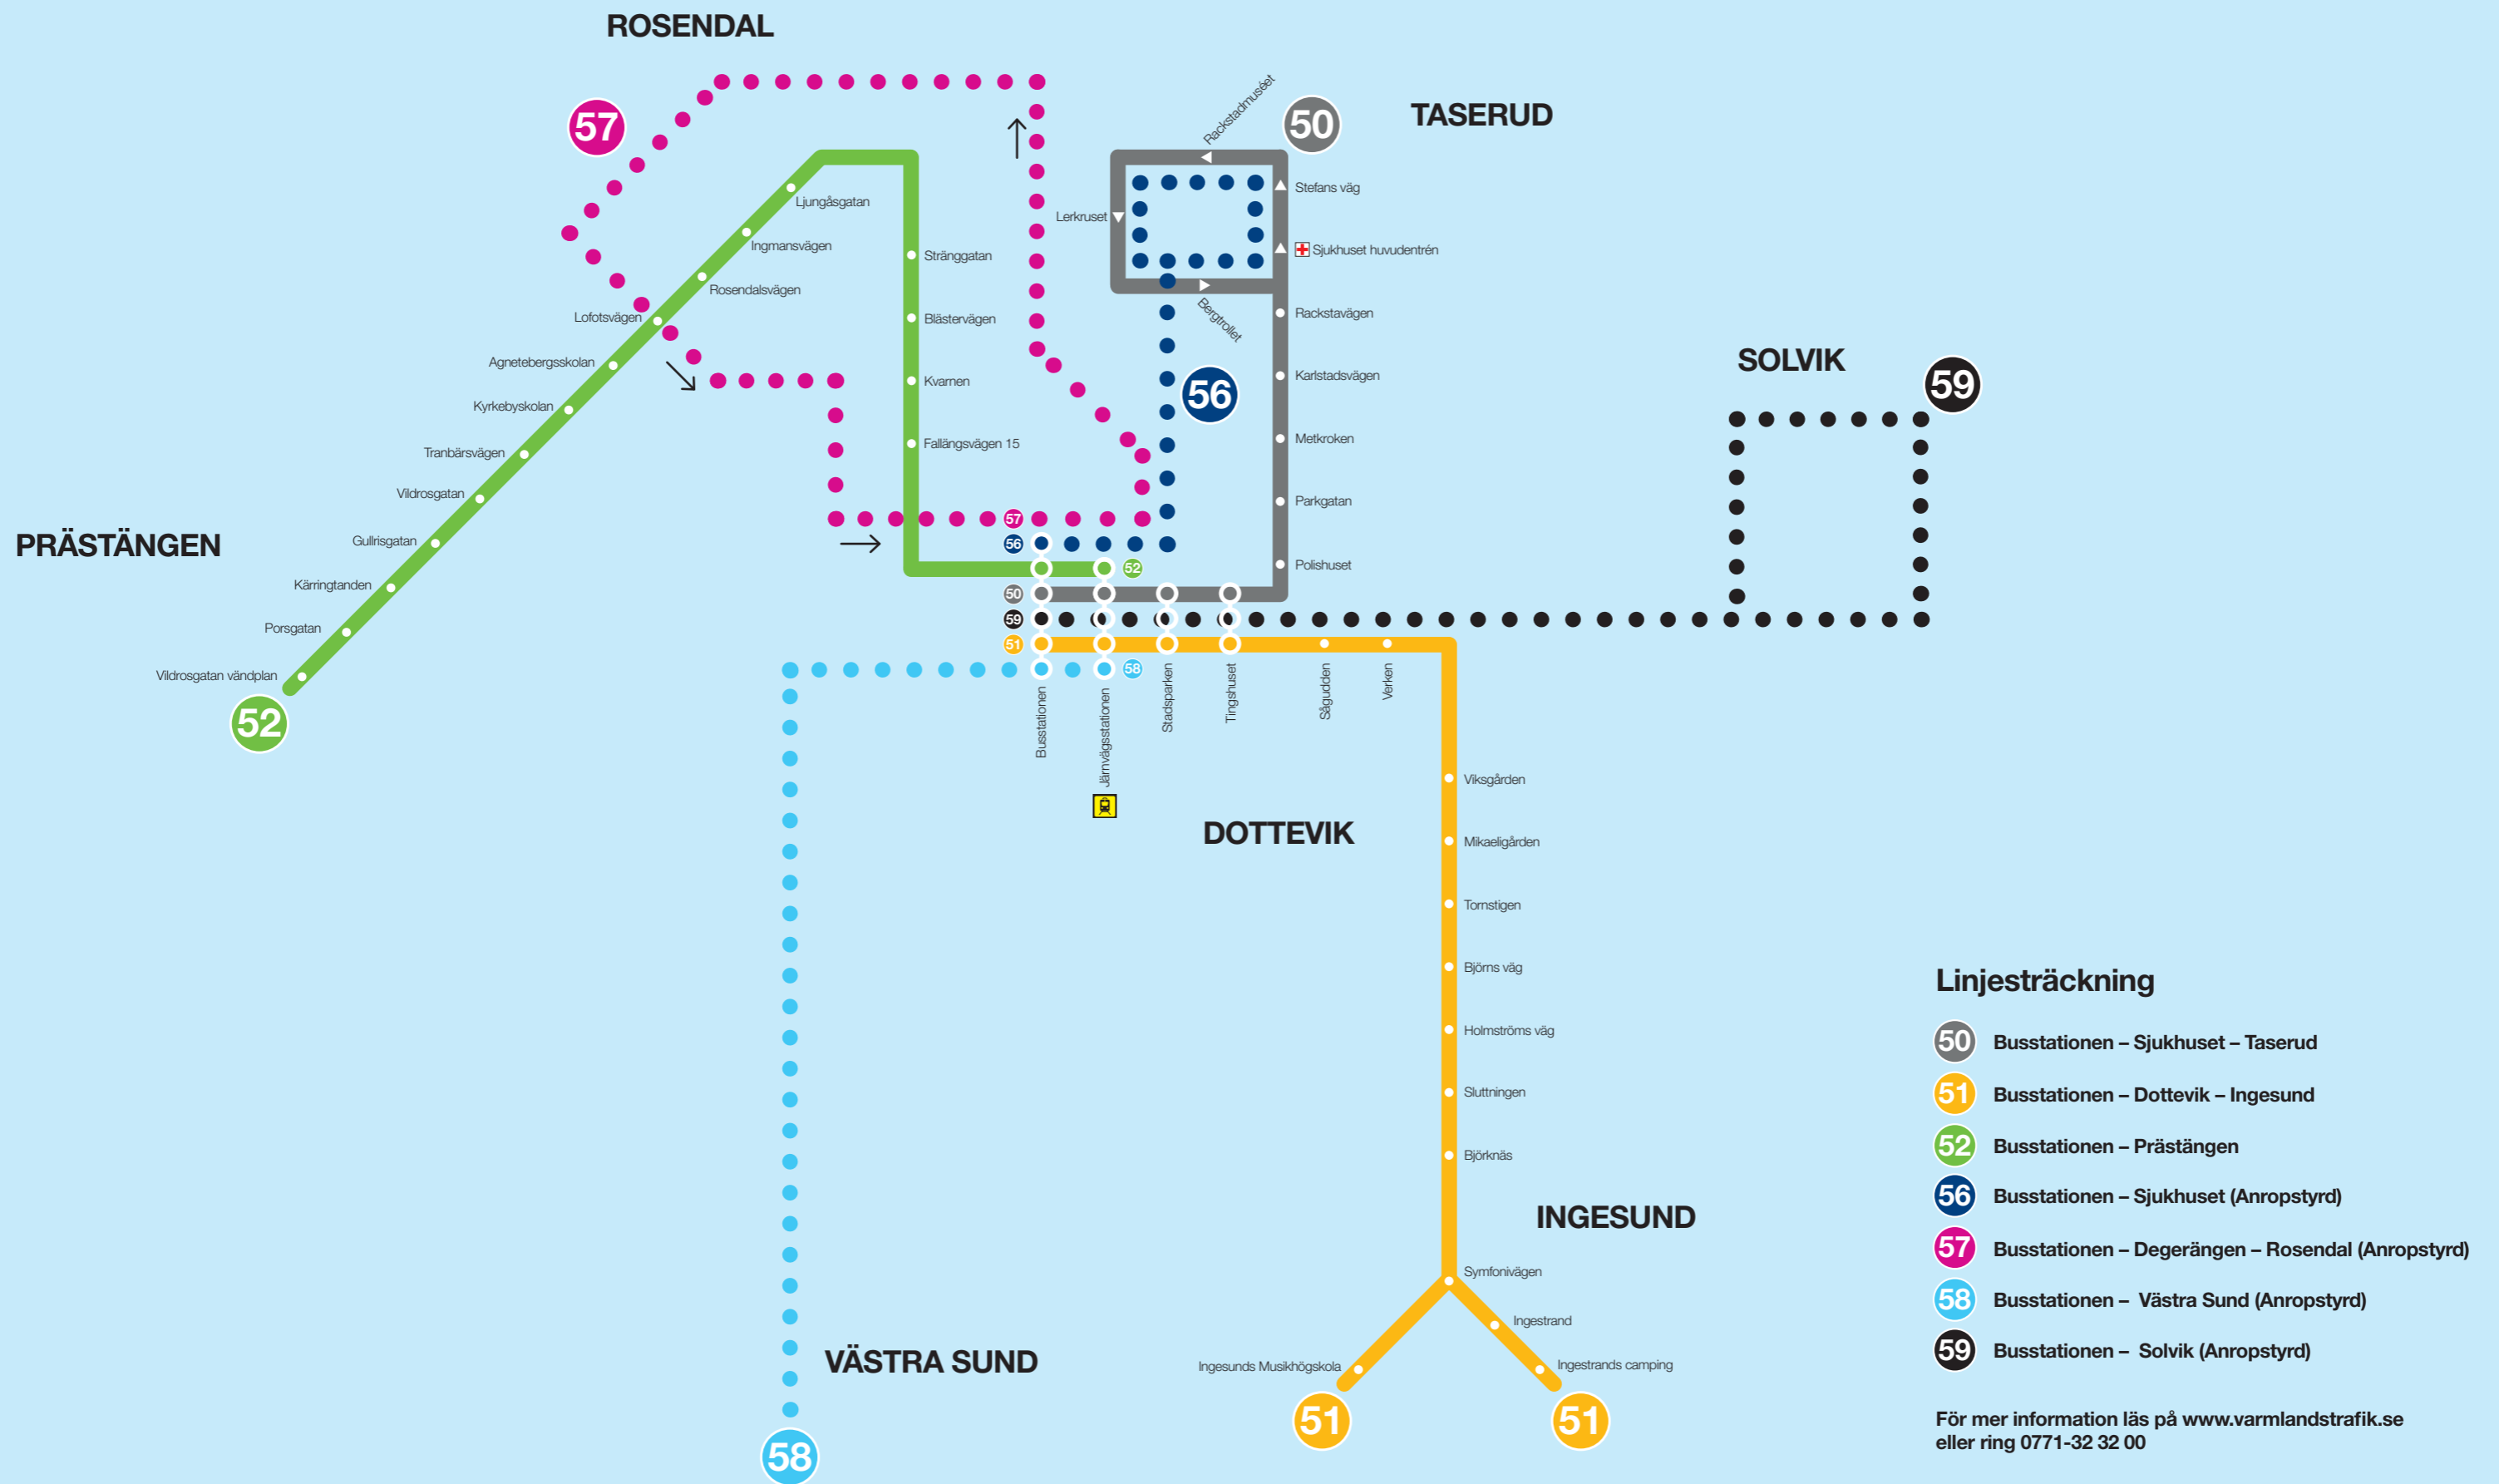 ROSENDAL
57
Rackstadmuséet
50
TASERUD
Ljungåsgatan
Stefans väg
Lerkruset
Ingmansvägen
Stränggatan
Sjukhuset huvudentrén
Rosendalsvägen
Lofotsvägen
Blästervägen
Bergtrollet
Rackstavägen
Agnetebergsskolan
Kvarnen
56
Karlstadsvägen
SOLVIK
59
Kyrkebyskolan
Fallängsvägen 15
Metkroken
Tranbärsvägen
Vildrosgatan
Parkgatan
57
PRÄSTÄNGEN
Gullrisgatan
56
52
Polishuset
Kärringtanden
50
59
Porsgatan
51
58
Vildrosgatan vändplan
52
Busstationen
Järnvägsstationen
Stadsparken
Tingshuset
Sågudden
Verken
Viksgården
DOTTEVIK
Mikaeligården
Tornstigen
Björns väg
Holmströms väg
Sluttningen
Björknäs
INGESUND
Symfonivägen
Ingestrand
VÄSTRA SUND
Ingesunds Musikhögskola
Ingestrands camping
51
51
58
Linjesträckning
50 Busstationen – Sjukhuset – Taserud
51 Busstationen – Dottevik – Ingesund
52 Busstationen – Prästängen
56 Busstationen – Sjukhuset (Anropstyrd)
57 Busstationen – Degerängen – Rosendal (Anropstyrd)
58 Busstationen – Västra Sund (Anropstyrd)
59 Busstationen – Solvik (Anropstyrd)
För mer information läs på www.varmlandstrafik.se
eller ring 0771-32 32 00